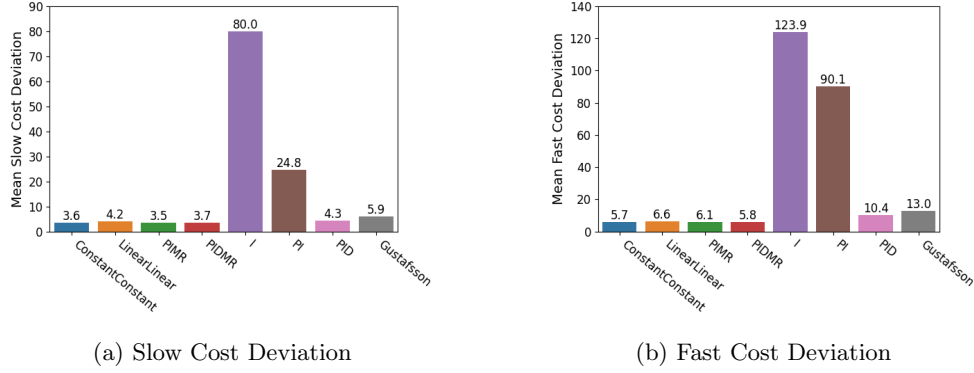 90
80
70
60
50
40
30
20
10
0
Mean Slow Cost Deviation
3.6
4.2
3.5
3.7
80.0
24.8
4.3
5.9
ConstantConstant
LinearLinear
PIMR
PIDMR
I
PI
PID
Gustafsson
(a) Slow Cost Deviation
140
120
100
80
60
40
20
0
Mean Fast Cost Deviation
5.7
6.6
6.1
5.8
123.9
90.1
10.4
13.0
ConstantConstant
LinearLinear
PIMR
PIDMR
I
PI
PID
Gustafsson
(b) Fast Cost Deviation